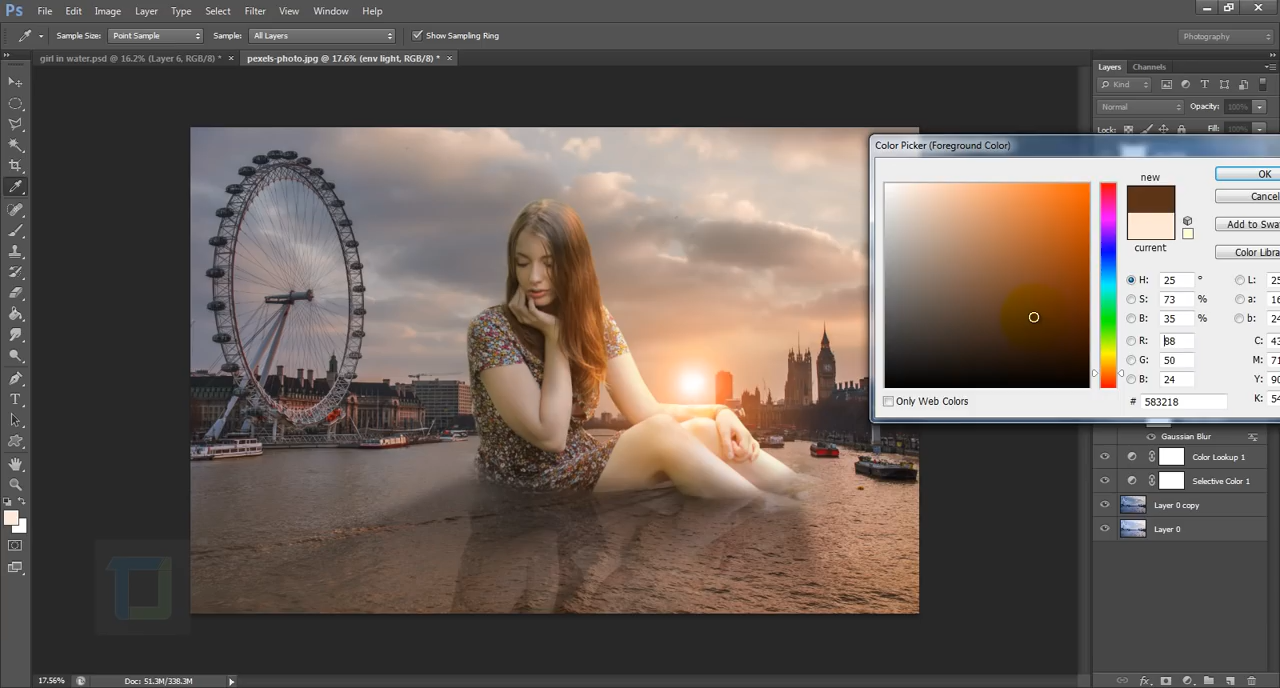 Ps File Edit Image Layer Type Select Filter View Window Help
Sample Size: Point Sample Sample: All Layers Show Sampling Ring Photography
girl in water.psd @ 16.2% (Layer 6, RGB/8) * × pexels-photo.jpg @ 17.6% (env light, RGB/8) * ×
Layers Channels
Kind
Normal Opacity: 100%
Lock: Fill: 100%
Color Picker (Foreground Color)
new
OK
Cancel
current
Add to Swa
Color Libra
H: 25 ° L: 25
S: 73 % a: 16
B: 35 % b: 24
R: 88 C: 43
G: 50 M: 71
B: 24 Y: 90
# 583218 K: 54
Only Web Colors
Gaussian Blur
Color Lookup 1
Selective Color 1
Layer 0 copy
Layer 0
17.56% Doc: 51.3M/338.3M